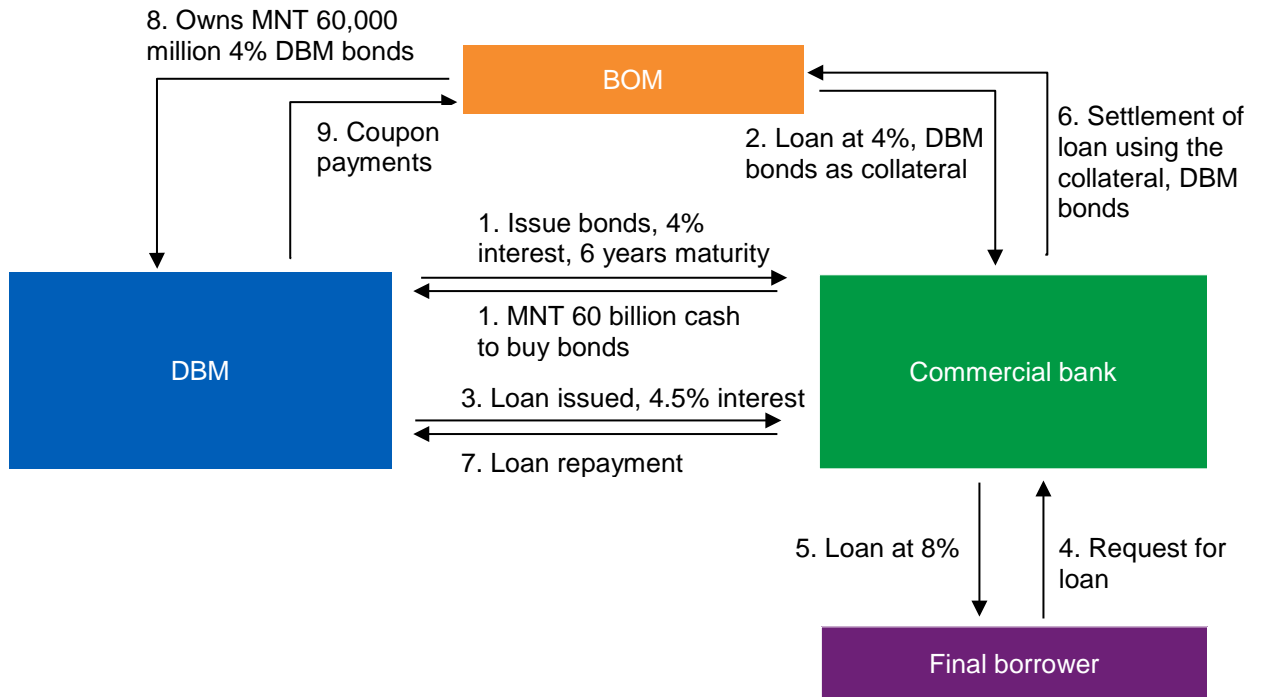 8. Owns MNT 60,000
million 4% DBM bonds
BOM
9. Coupon
payments
2. Loan at 4%, DBM
bonds as collateral
6. Settlement of
loan using the
collateral, DBM
bonds
1. Issue bonds, 4%
interest, 6 years maturity
1. MNT 60 billion cash
to buy bonds
DBM
Commercial bank
3. Loan issued, 4.5% interest
7. Loan repayment
5. Loan at 8%
4. Request for
loan
Final borrower